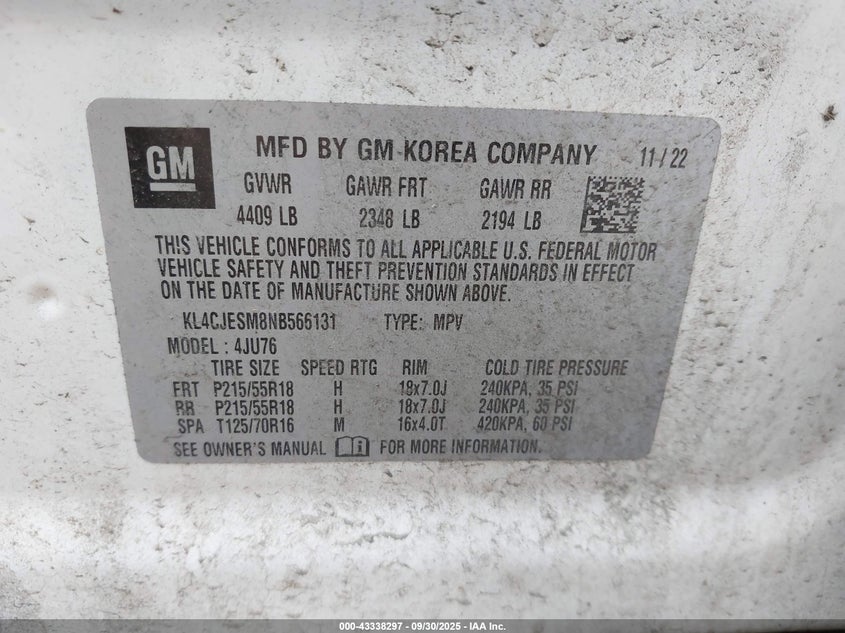 GM
MFD BY GM KOREA COMPANY 11/22
GVWR GAWR FRT GAWR RR
4409 LB 2348 LB 2194 LB
THIS VEHICLE CONFORMS TO ALL APPLICABLE U.S. FEDERAL MOTOR
VEHICLE SAFETY AND THEFT PREVENTION STANDARDS IN EFFECT
ON THE DATE OF MANUFACTURE SHOWN ABOVE.
KL4CJESM8NB566131 TYPE: MPV
MODEL : 4JU76
TIRE SIZE SPEED RTG RIM COLD TIRE PRESSURE
FRT P215/55R18 H 18x7.0J 240KPA, 35 PSI
RR P215/55R18 H 18x7.0J 240KPA, 35 PSI
SPA T125/70R16 M 16x4.0T 420KPA, 60 PSI
SEE OWNER'S MANUAL FOR MORE INFORMATION.
000-43338297 - 09/30/2025 - IAA Inc.